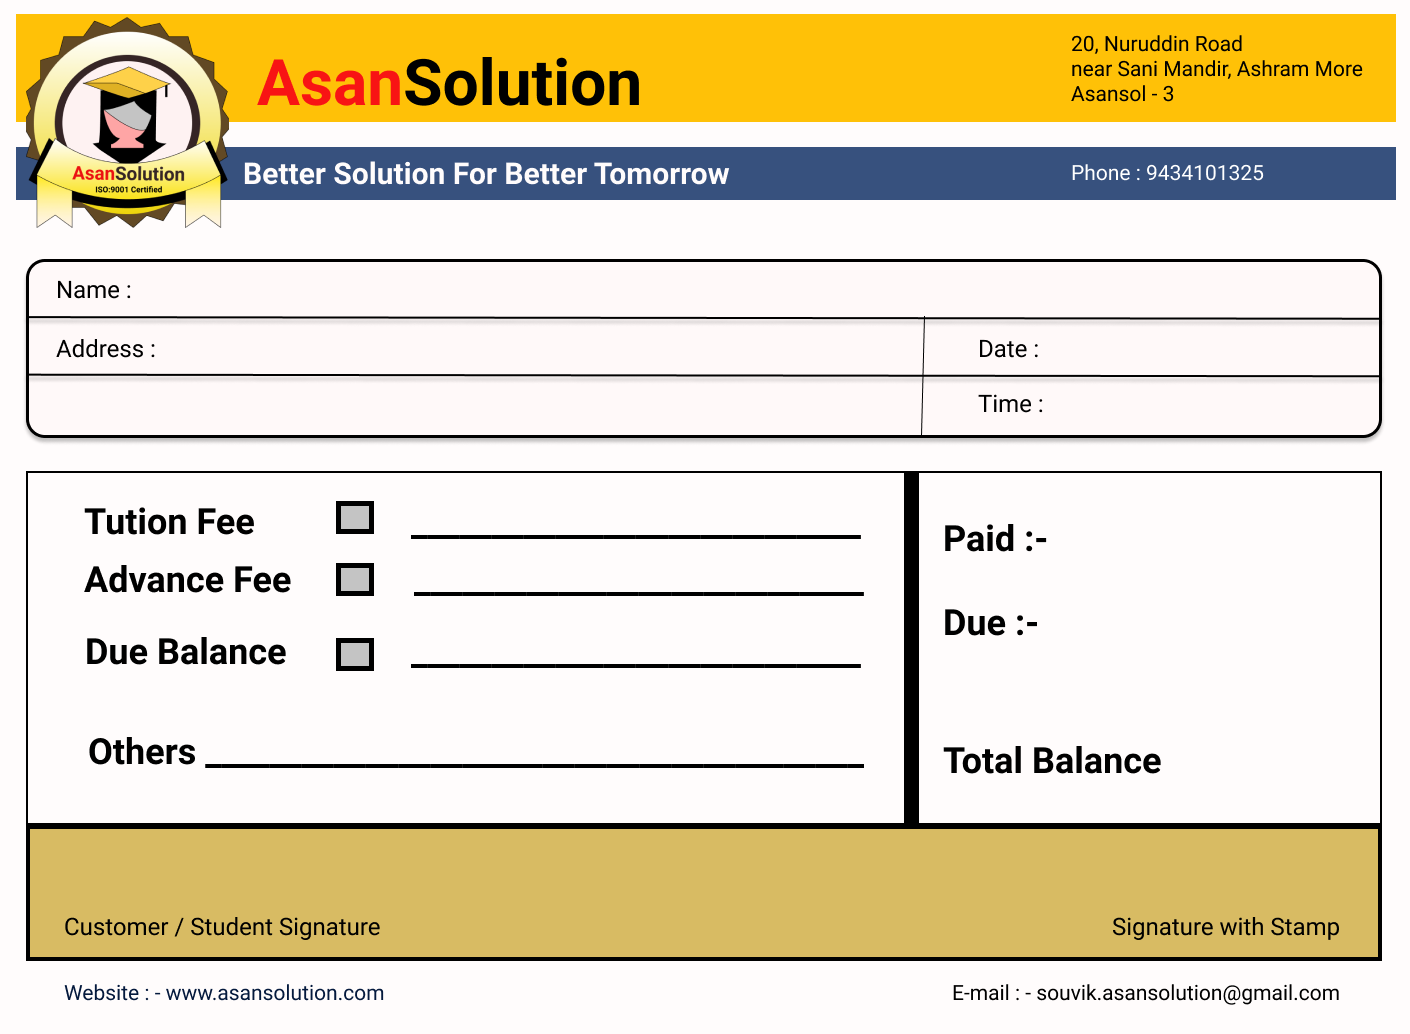 AsanSolution
20, Nuruddin Road
near Sani Mandir, Ashram More
Asansol - 3
AsanSolution
ISO:9001 Certified
Better Solution For Better Tomorrow
Phone : 9434101325
Name :
Address :
Date :
Time :
Tution Fee
Advance Fee
Due Balance
Others
Paid :-
Due :-
Total Balance
Customer / Student Signature
Signature with Stamp
Website : - www.asansolution.com
E-mail : - souvik.asansolution@gmail.com